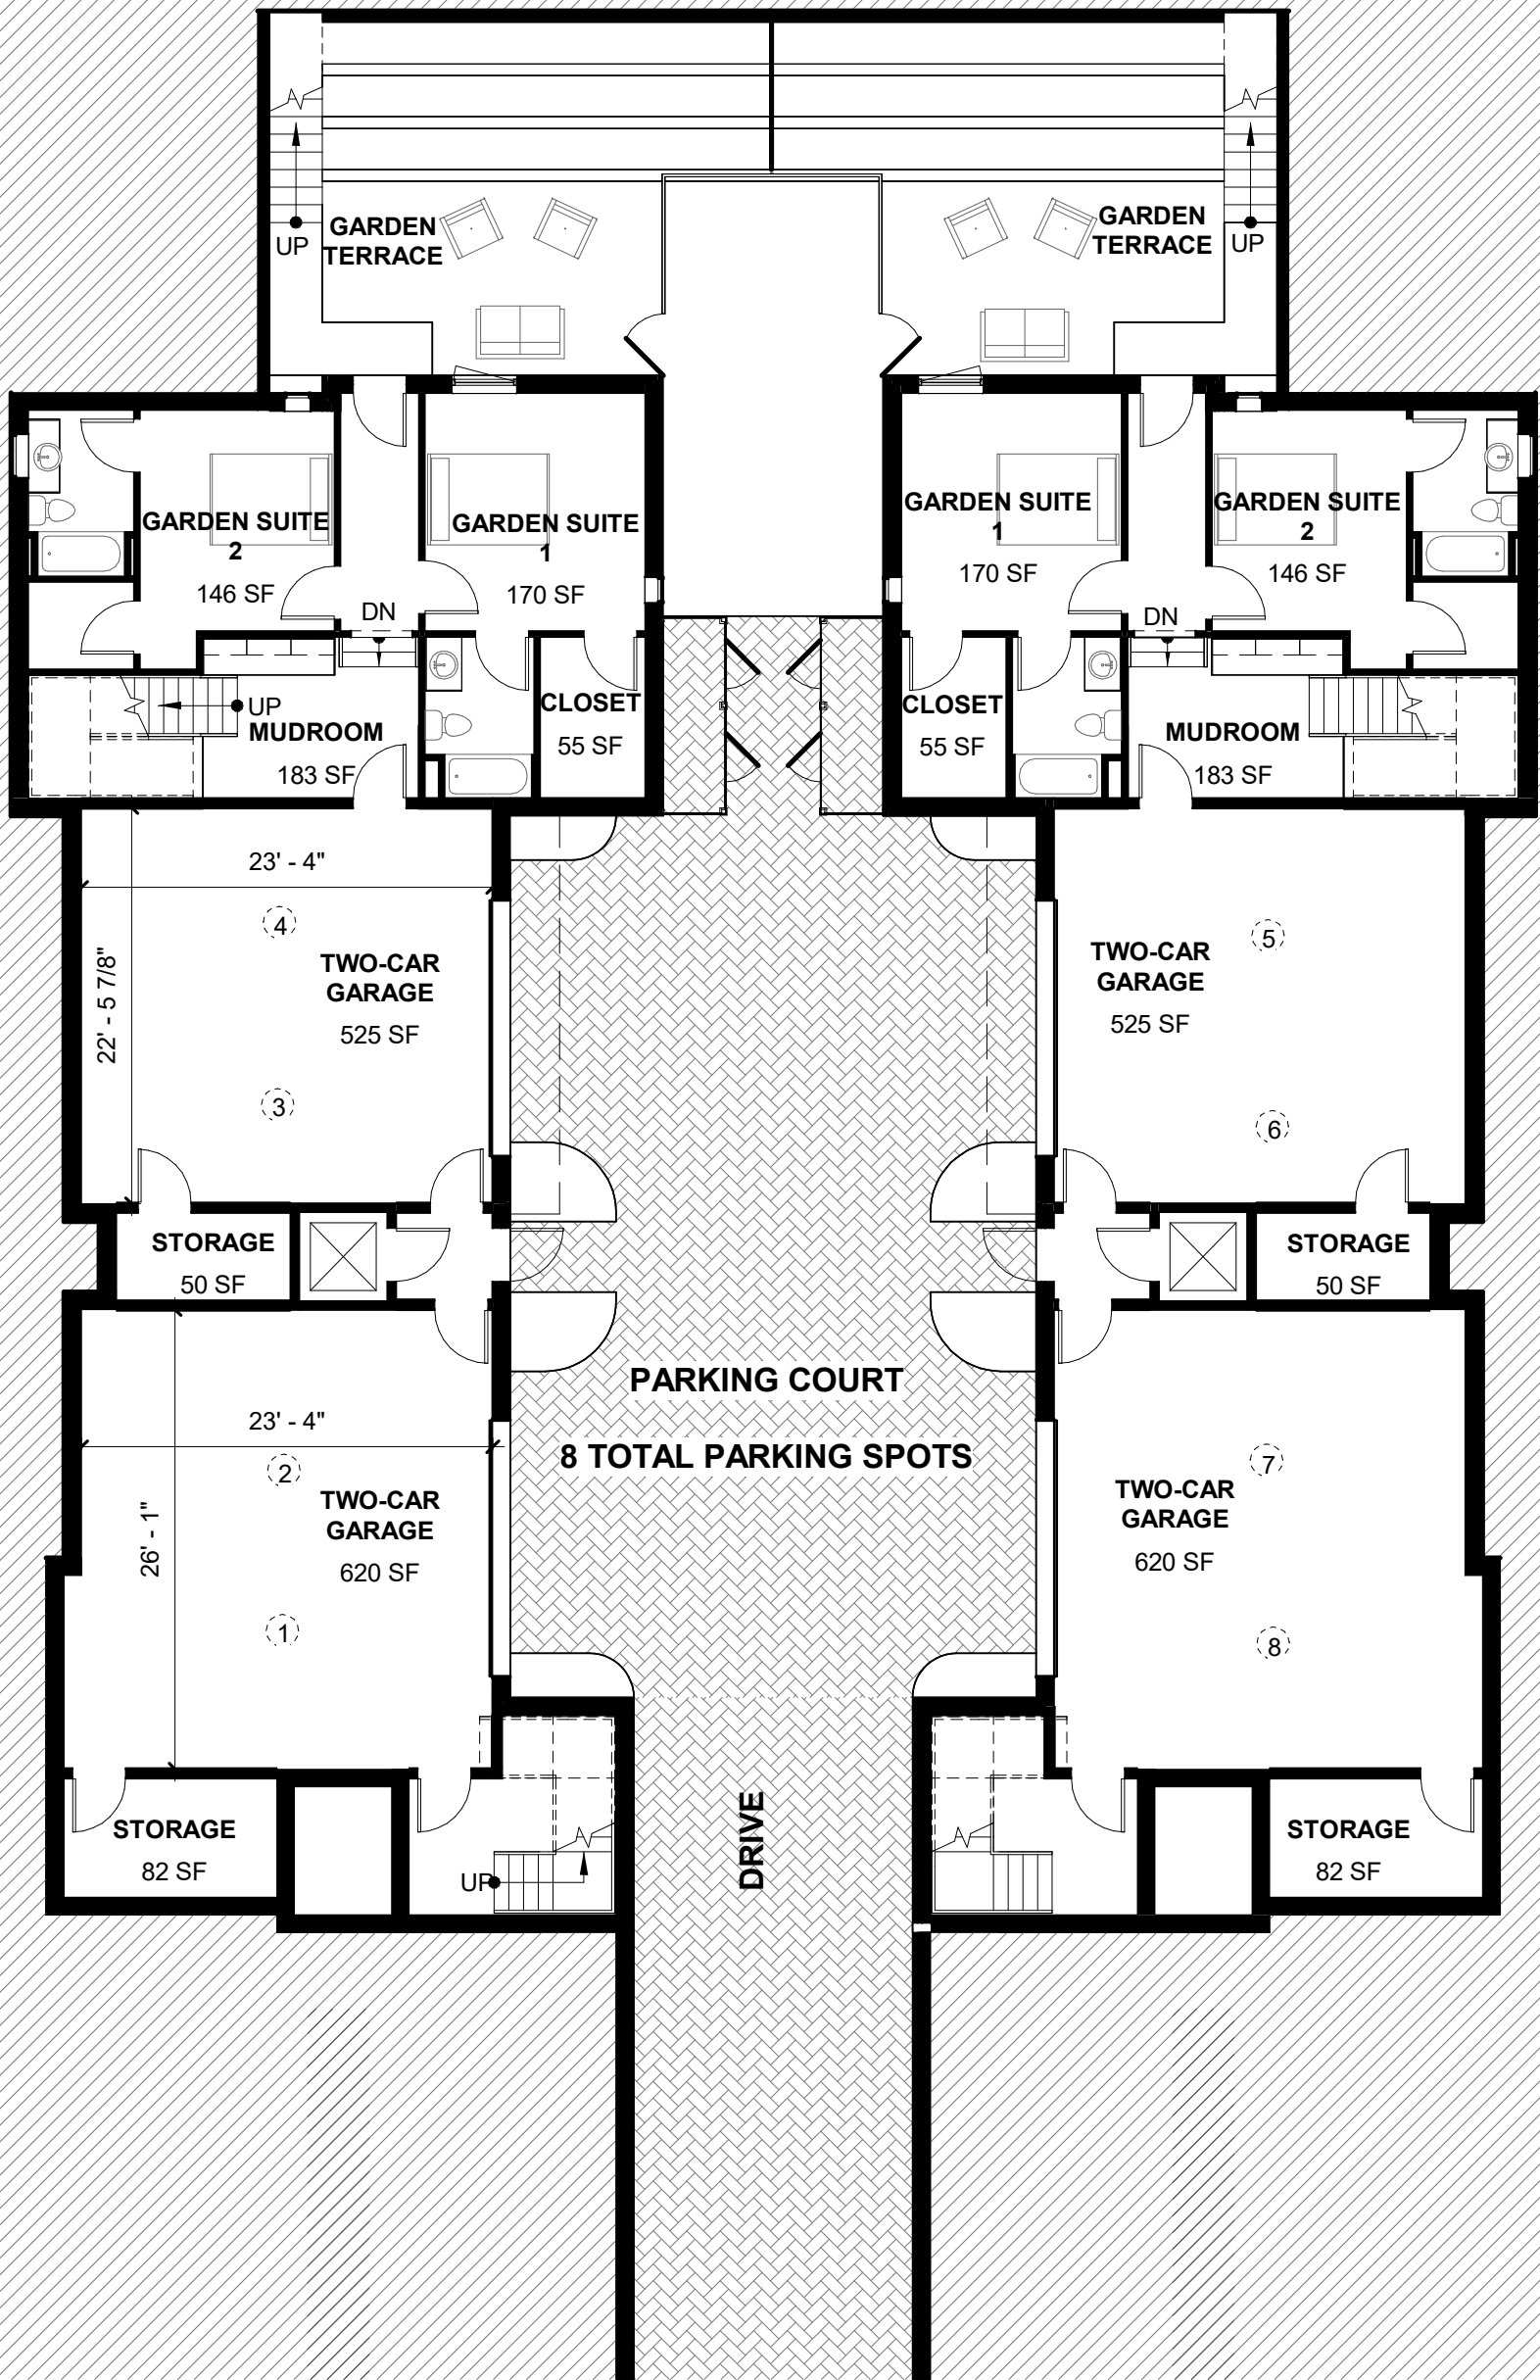 GARDEN
TERRACE
UP
GARDEN
TERRACE
UP
GARDEN SUITE
2
146 SF
GARDEN SUITE
1
170 SF
GARDEN SUITE
1
170 SF
GARDEN SUITE
2
146 SF
DN
DN
UP
MUDROOM
183 SF
CLOSET
55 SF
CLOSET
55 SF
MUDROOM
183 SF
23' - 4"
22' - 5 7/8"
4
TWO-CAR
GARAGE
525 SF
3
5
TWO-CAR
GARAGE
525 SF
6
STORAGE
50 SF
STORAGE
50 SF
PARKING COURT
8 TOTAL PARKING SPOTS
23' - 4"
26' - 1"
2
TWO-CAR
GARAGE
620 SF
1
7
TWO-CAR
GARAGE
620 SF
8
STORAGE
82 SF
UP
DRIVE
STORAGE
82 SF